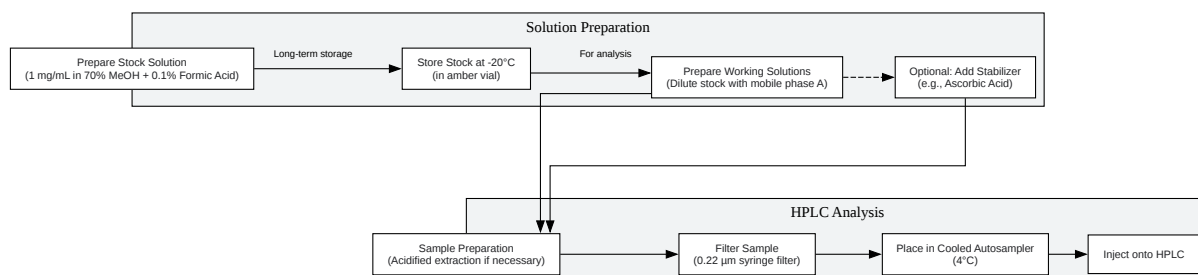 Solution Preparation
Prepare Stock Solution
(1 mg/mL in 70% MeOH + 0.1% Formic Acid)
Long-term storage
Store Stock at -20°C
(in amber vial)
For analysis
Prepare Working Solutions
(Dilute stock with mobile phase A)
Optional: Add Stabilizer
(e.g., Ascorbic Acid)
HPLC Analysis
Sample Preparation
(Acidified extraction if necessary)
Filter Sample
(0.22 µm syringe filter)
Place in Cooled Autosampler
(4°C)
Inject onto HPLC